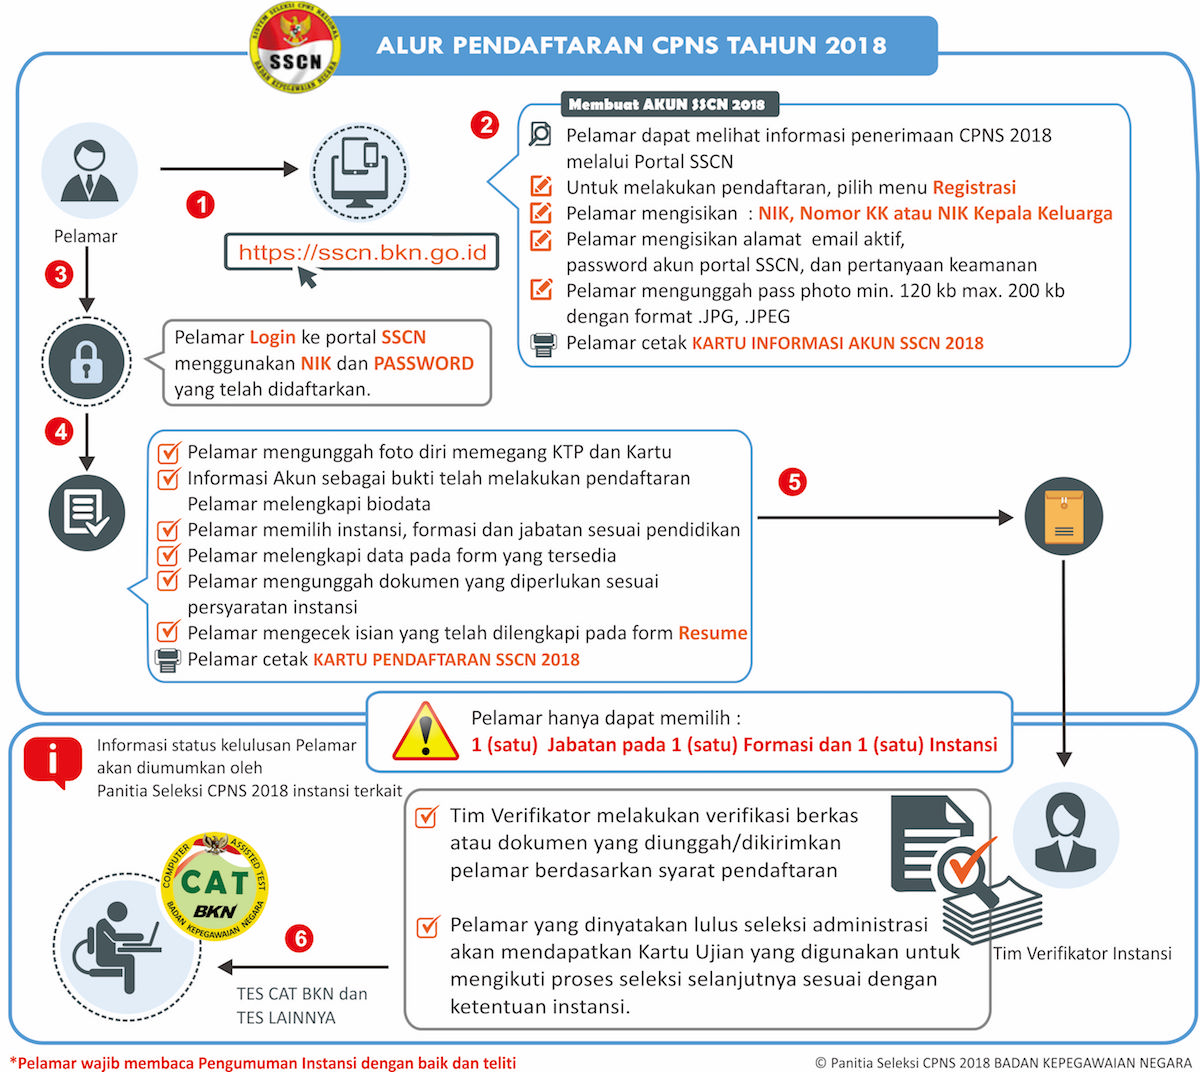 SISTEM SELEKSI CPNS NASIONAL
SSCN
BADAN KEPEGAWAIAN NEGARA
ALUR PENDAFTARAN CPNS TAHUN 2018
Pelamar
1
https://sscn.bkn.go.id
2
Membuat AKUN SSCN 2018
Pelamar dapat melihat informasi penerimaan CPNS 2018
melalui Portal SSCN
Untuk melakukan pendaftaran, pilih menu Registrasi
Pelamar mengisikan : NIK, Nomor KK atau NIK Kepala Keluarga
Pelamar mengisikan alamat email aktif,
password akun portal SSCN, dan pertanyaan keamanan
Pelamar mengunggah pass photo min. 120 kb max. 200 kb
dengan format .JPG, .JPEG
Pelamar cetak KARTU INFORMASI AKUN SSCN 2018
3
Pelamar Login ke portal SSCN
menggunakan NIK dan PASSWORD
yang telah didaftarkan.
4
Pelamar mengunggah foto diri memegang KTP dan Kartu
Informasi Akun sebagai bukti telah melakukan pendaftaran
Pelamar melengkapi biodata
Pelamar memilih instansi, formasi dan jabatan sesuai pendidikan
Pelamar melengkapi data pada form yang tersedia
Pelamar mengunggah dokumen yang diperlukan sesuai
persyaratan instansi
Pelamar mengecek isian yang telah dilengkapi pada form Resume
Pelamar cetak KARTU PENDAFTARAN SSCN 2018
5
Pelamar hanya dapat memilih :
1 (satu) Jabatan pada 1 (satu) Formasi dan 1 (satu) Instansi
i
Informasi status kelulusan Pelamar
akan diumumkan oleh
Panitia Seleksi CPNS 2018 instansi terkait
Tim Verifikator melakukan verifikasi berkas
atau dokumen yang diunggah/dikirimkan
pelamar berdasarkan syarat pendaftaran
Pelamar yang dinyatakan lulus seleksi administrasi
akan mendapatkan Kartu Ujian yang digunakan untuk
mengikuti proses seleksi selanjutnya sesuai dengan
ketentuan instansi.
Tim Verifikator Instansi
COMPUTER ASSISTED TEST
CAT
BKN
BADAN KEPEGAWAIAN NEGARA
6
TES CAT BKN dan
TES LAINNYA
*Pelamar wajib membaca Pengumuman Instansi dengan baik dan teliti
© Panitia Seleksi CPNS 2018 BADAN KEPEGAWAIAN NEGARA